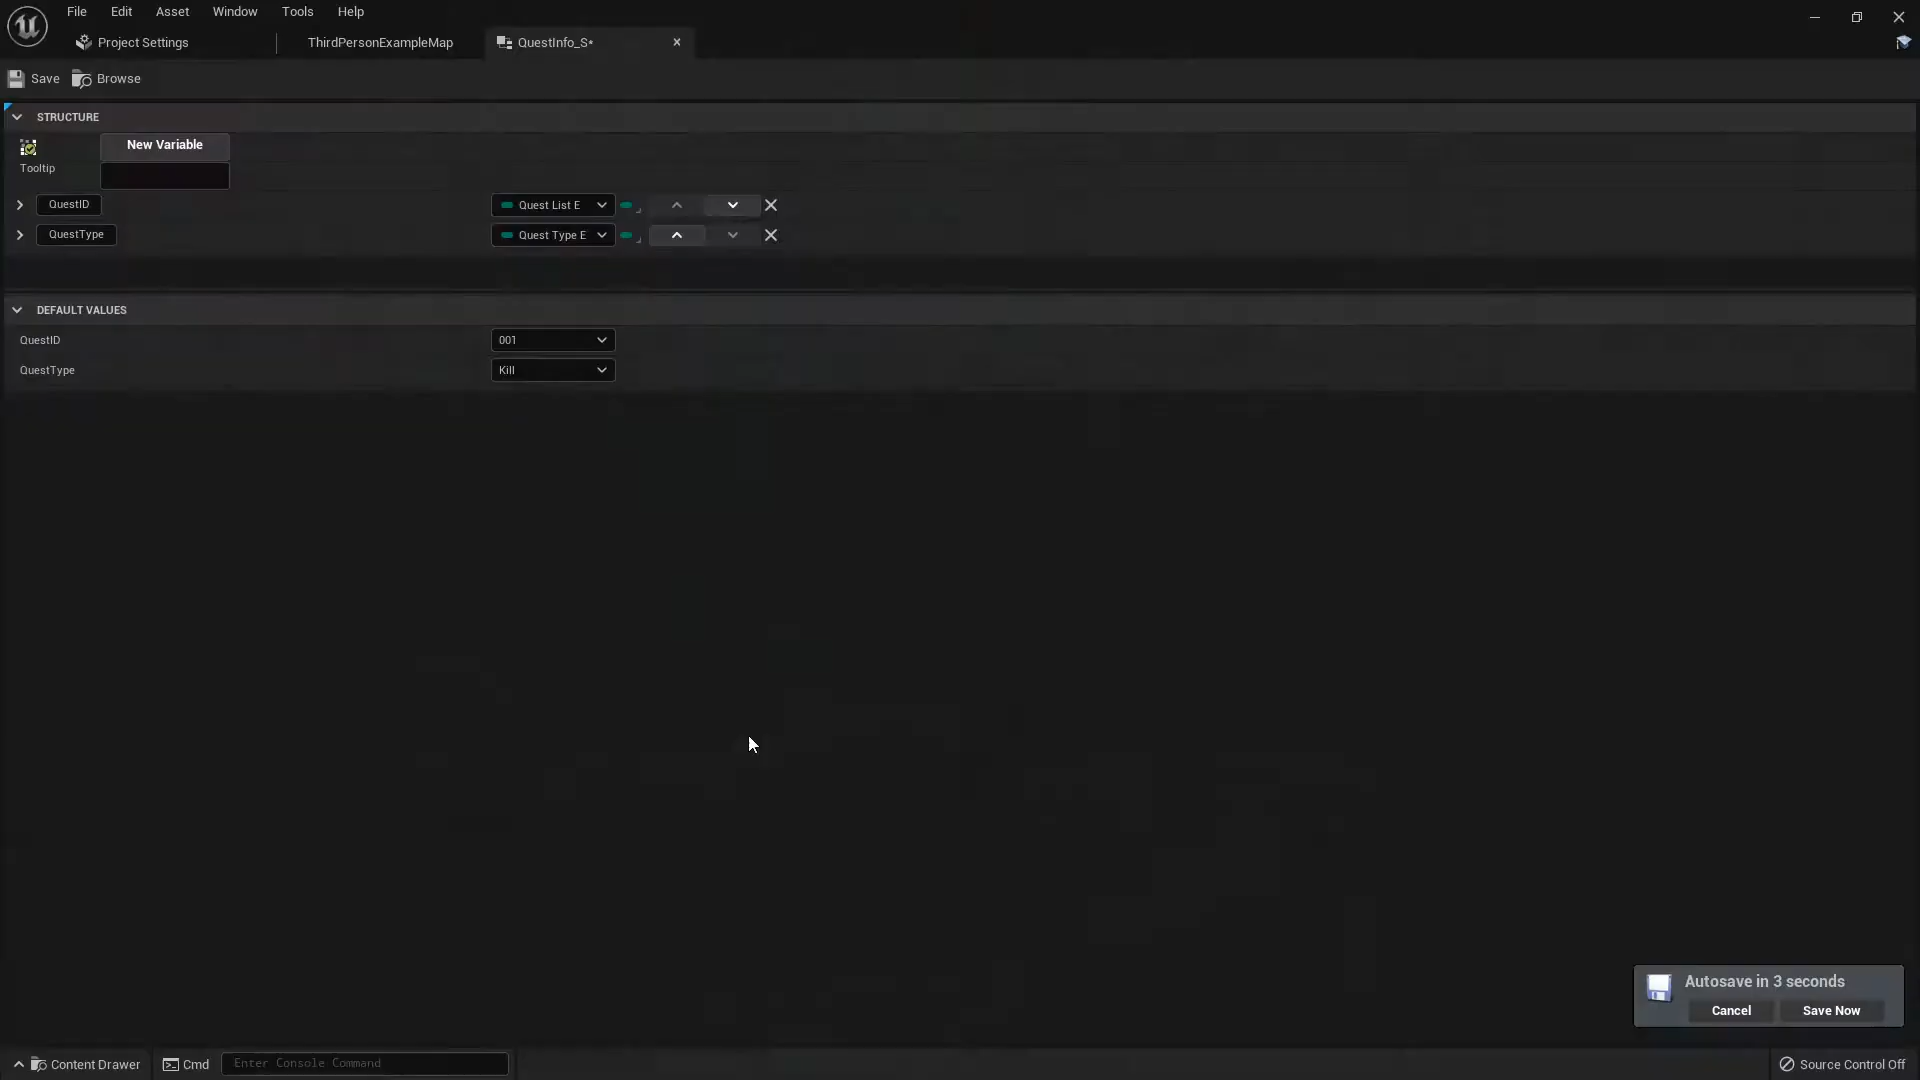 File Edit Asset Window Tools Help
Project Settings ThirdPersonExampleMap QuestInfo_S*
Save Browse
STRUCTURE
New Variable
Tooltip
QuestID Quest List E
QuestType Quest Type E
DEFAULT VALUES
QuestID 001
QuestType Kill
Autosave in 3 seconds
Cancel Save Now
Content Drawer Cmd Enter Console Command Source Control Off